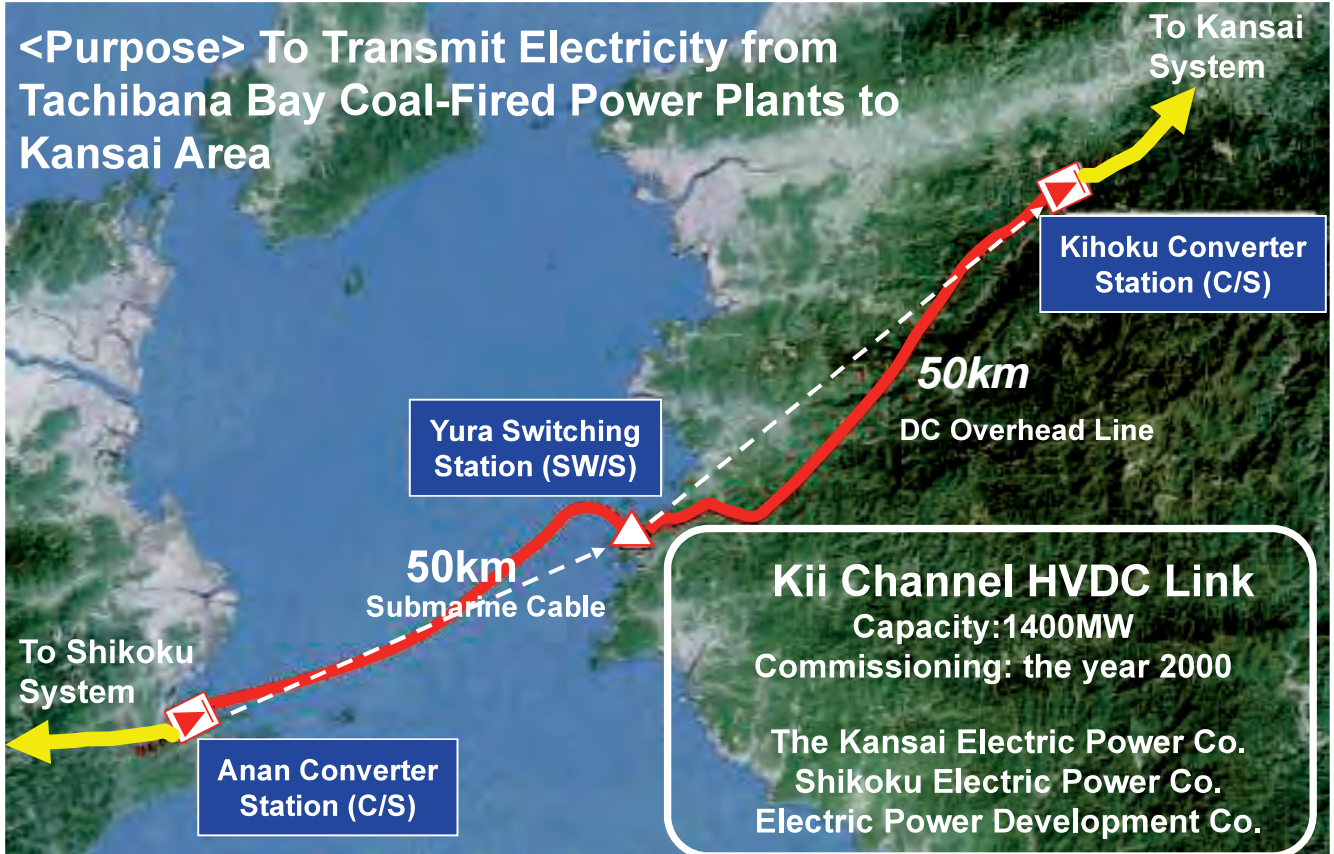 <Purpose> To Transmit Electricity from
Tachibana Bay Coal-Fired Power Plants to
Kansai Area
To Kansai
System
Kihoku Converter
Station (C/S)
50km
DC Overhead Line
Yura Switching
Station (SW/S)
50km
Submarine Cable
To Shikoku
System
Anan Converter
Station (C/S)
Kii Channel HVDC Link
Capacity:1400MW
Commissioning: the year 2000
The Kansai Electric Power Co.
Shikoku Electric Power Co.
Electric Power Development Co.